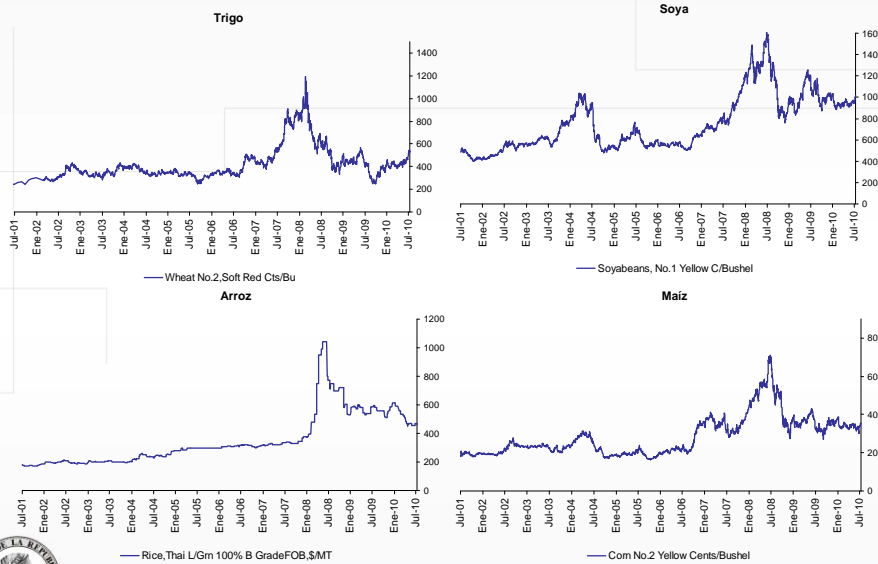 Trigo
1400
1200
1000
800
600
400
200
0
Jul-01
Ene-02
Jul-02
Ene-03
Jul-03
Ene-04
Jul-04
Ene-05
Jul-05
Ene-06
Jul-06
Ene-07
Jul-07
Ene-08
Jul-08
Ene-09
Jul-09
Ene-10
Jul-10
Wheat No.2,Soft Red Cts/Bu
Soya
160
140
120
100
800
600
400
200
0
Jul-01
Ene-02
Jul-02
Ene-03
Jul-03
Ene-04
Jul-04
Ene-05
Jul-05
Ene-06
Jul-06
Ene-07
Jul-07
Ene-08
Jul-08
Ene-09
Jul-09
Ene-10
Jul-10
Soyabeans, No.1 Yellow C/Bushel
Arroz
1200
1000
800
600
400
200
0
Jul-01
Ene-02
Jul-02
Ene-03
Jul-03
Ene-04
Jul-04
Ene-05
Jul-05
Ene-06
Jul-06
Ene-07
Jul-07
Ene-08
Jul-08
Ene-09
Jul-09
Ene-10
Jul-10
Rice,Thai L/Grn 100% B GradeFOB,$/MT
Maíz
80
60
40
20
0
Jul-01
Ene-02
Jul-02
Ene-03
Jul-03
Ene-04
Jul-04
Ene-05
Jul-05
Ene-06
Jul-06
Ene-07
Jul-07
Ene-08
Jul-08
Ene-09
Jul-09
Ene-10
Jul-10
Corn No.2 Yellow Cents/Bushel
LA